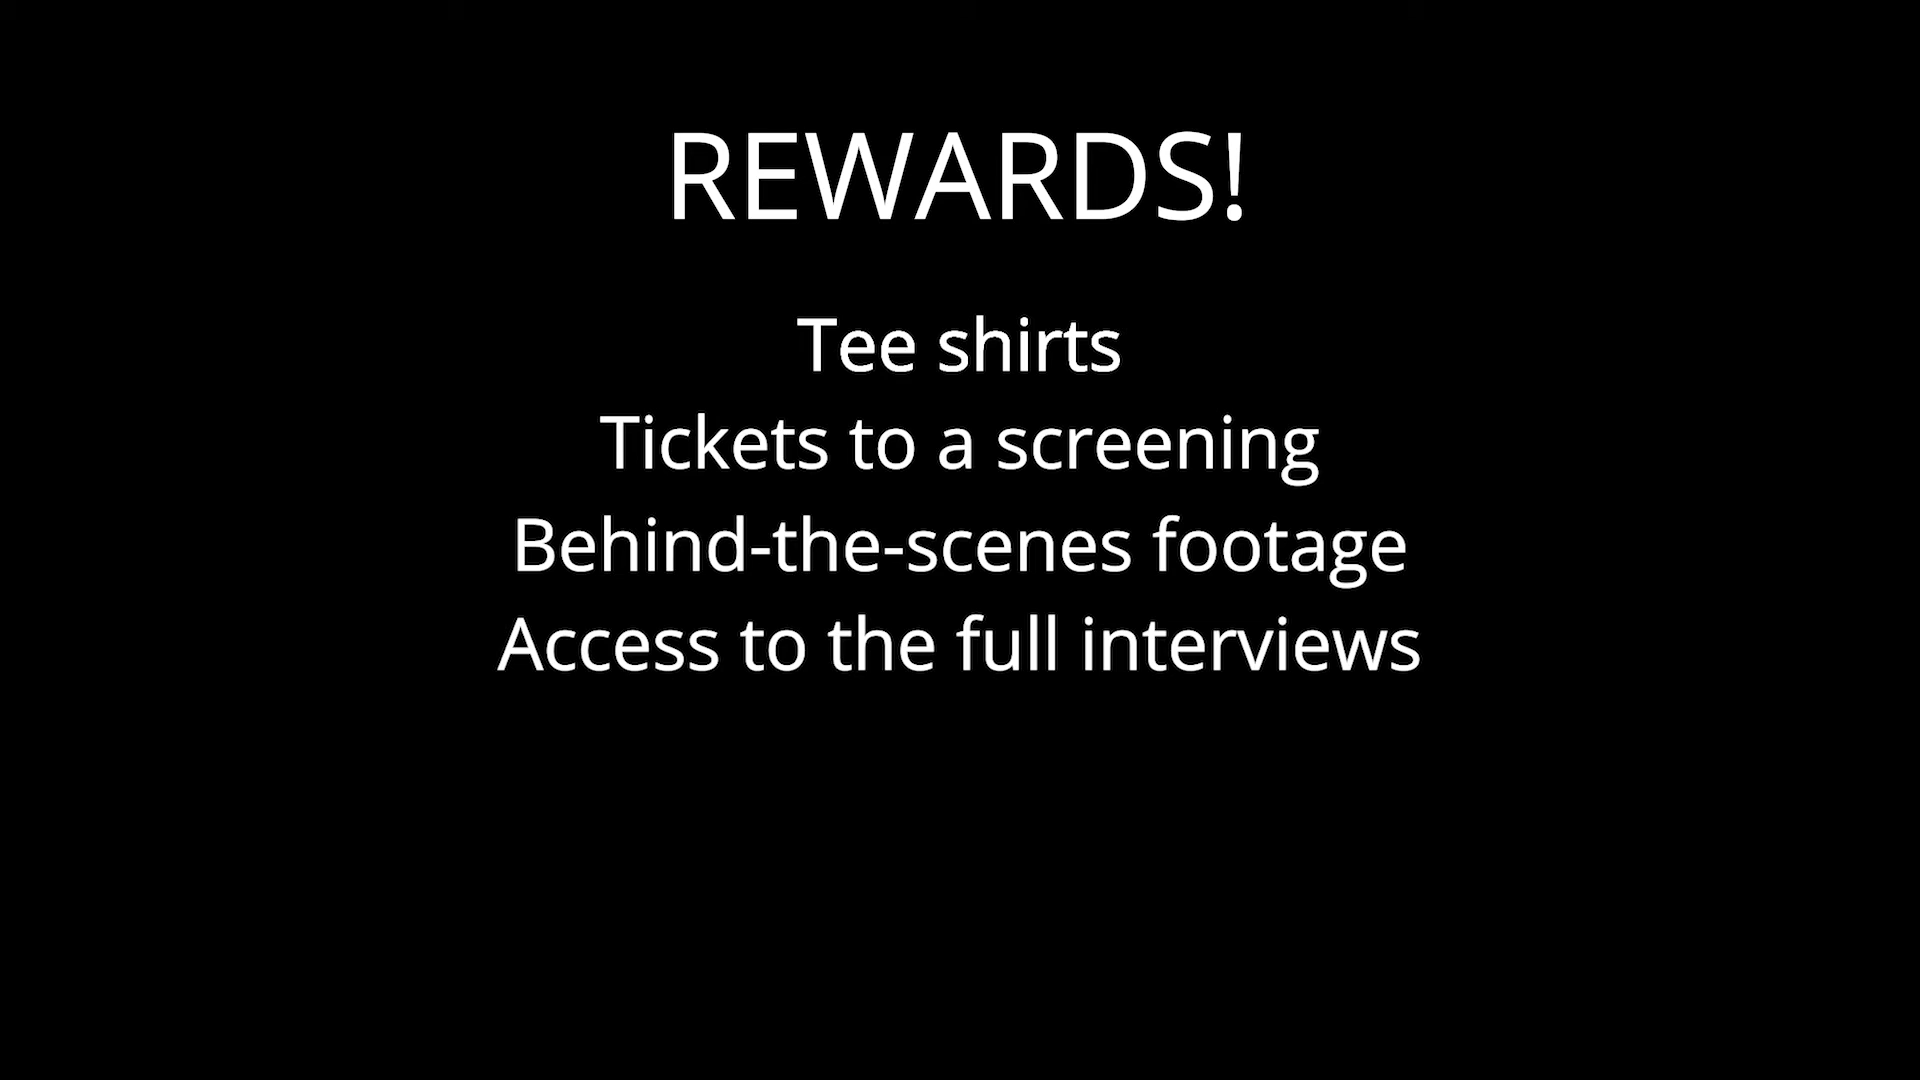 REWARDS!
Tee shirts
Tickets to a screening
Behind-the-scenes footage
Access to the full interviews